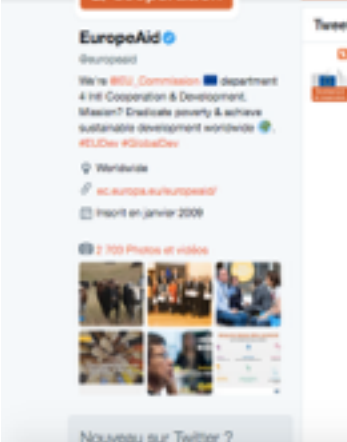 Tweet
EuropeAid
@europeaid
We're @EU_Commission 🇪🇺 department
4 Intl Cooperation & Development.
Mission? Eradicate poverty & achieve
sustainable development worldwide 🌍.
#EUDev #GlobalDev
Worldwide
ec.europa.eu/europeaid/
Inscrit en janvier 2009
2 709 Photos et vidéos
Nouveau sur Twitter ?